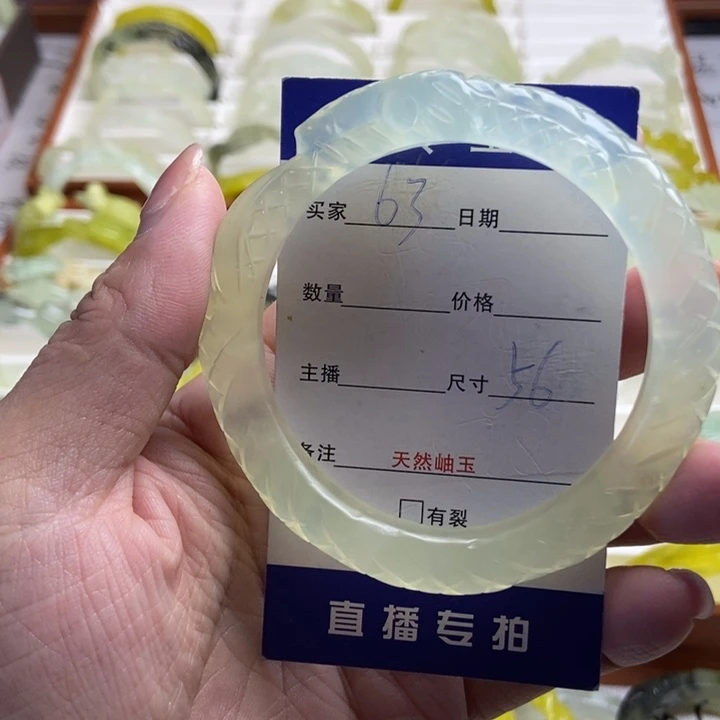 买家 63 日期
数量 价格
主播 尺寸 56
备注 天然岫玉
有裂
直播专拍